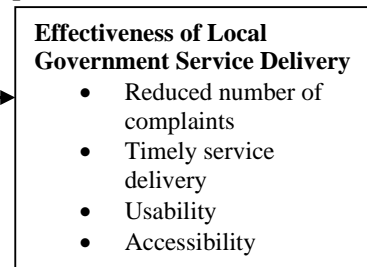 Effectiveness of Local
Government Service Delivery
• Reduced number of
complaints
• Timely service
delivery
• Usability
• Accessibility